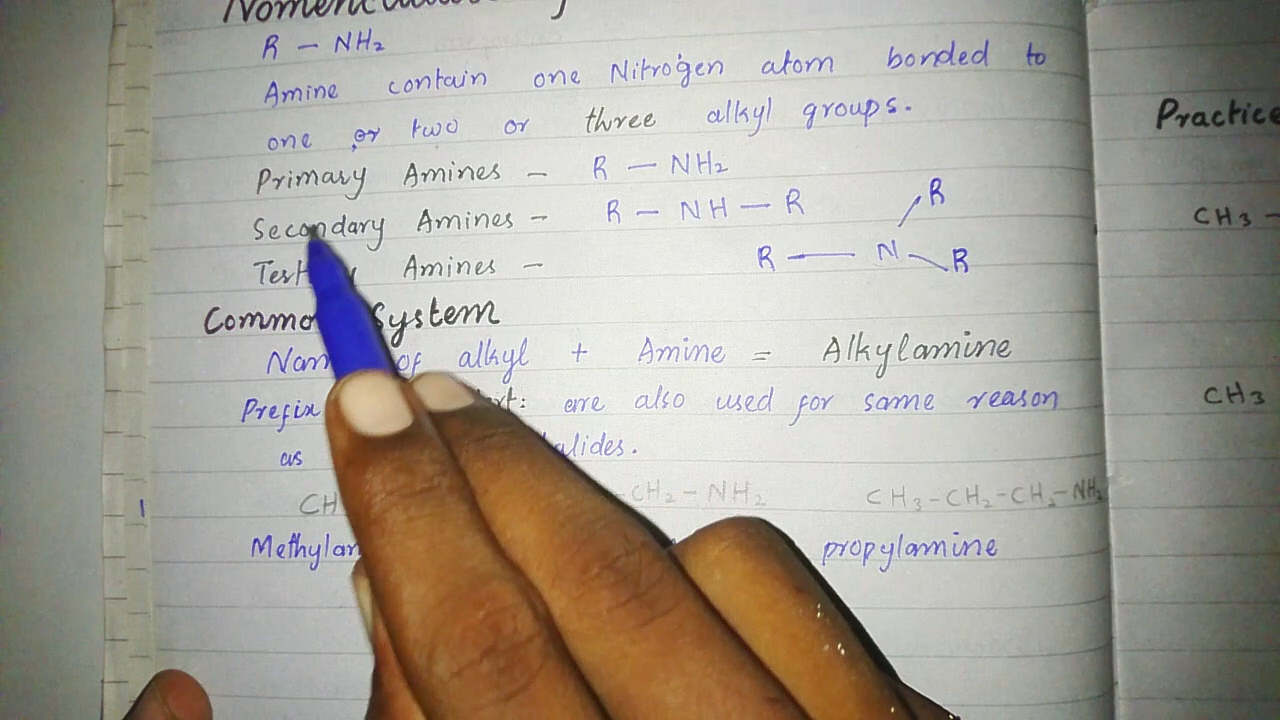 R - NH₂
Amine contain one Nitrogen atom bonded to
one or two or three alkyl groups.
Primary Amines - R - NH₂
Secondary Amines - R - NH - R
R
Amines - R - N - R
System
of alkyl + Amine = Alkylamine
Prefix are also used for same reason
as
- CH₂ - NH₂ CH₃ - CH₂ - CH₂ - NH₂
propylamine
Practice
CH₃ -
CH₃